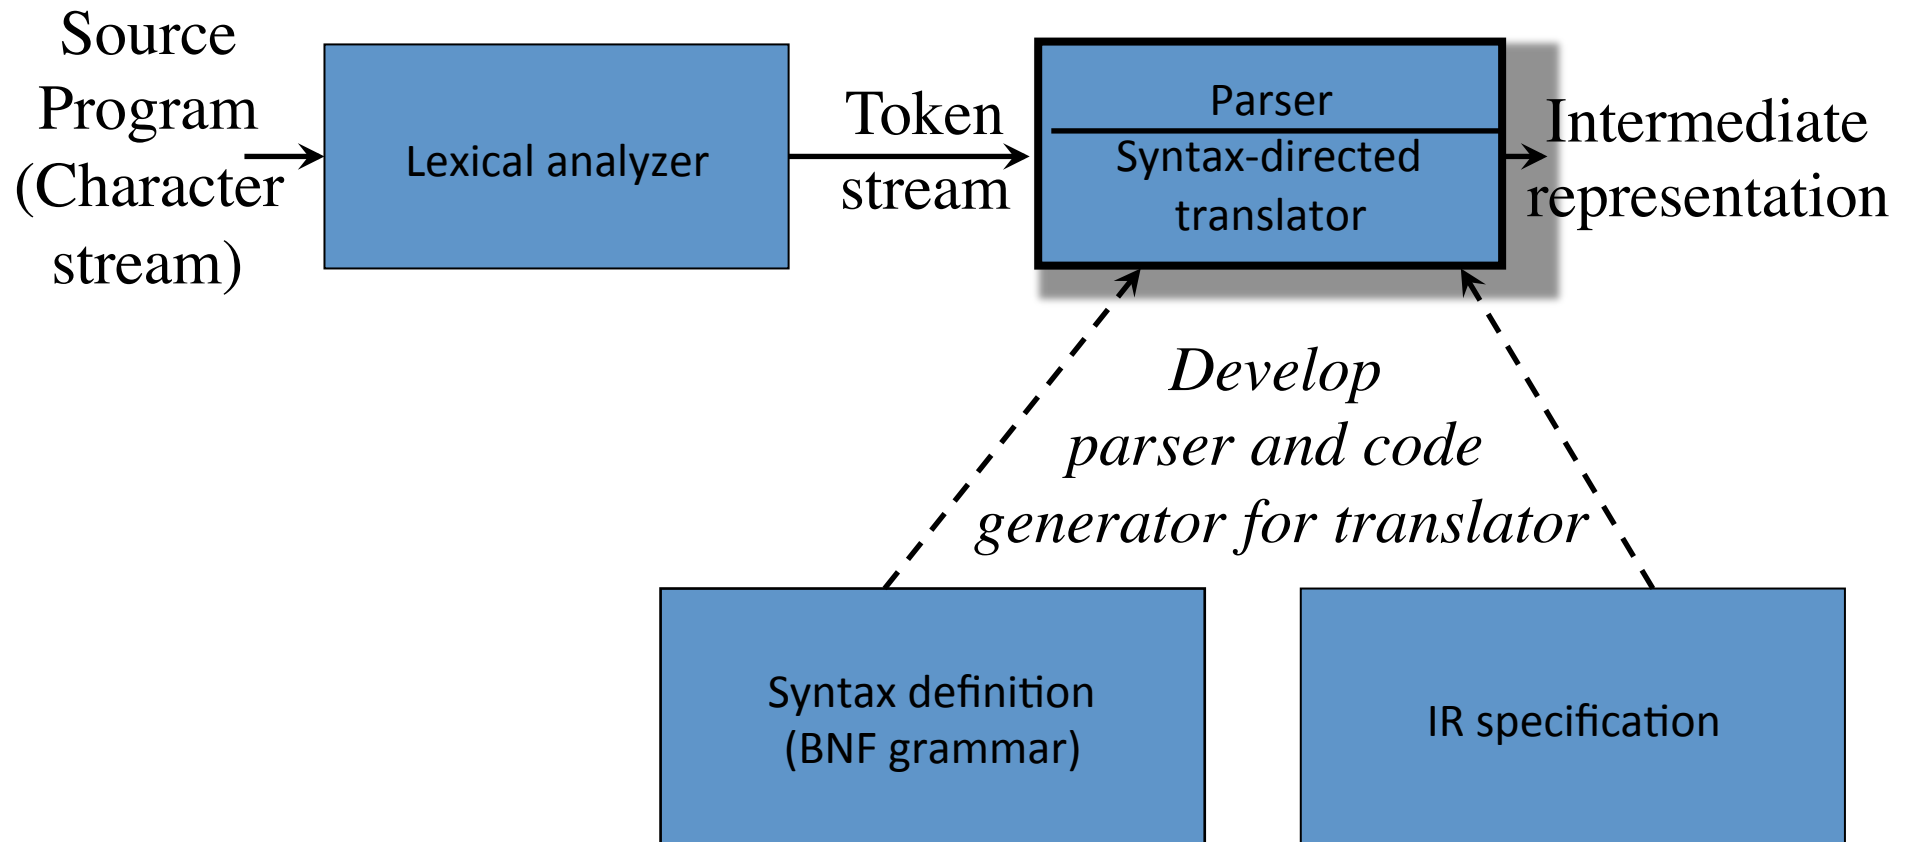 Source
Program
(Character
stream)
Lexical analyzer
Token
stream
Parser
Syntax-directed
translator
Intermediate
representation
Develop
parser and code
generator for translator
Syntax definition
(BNF grammar)
IR specification